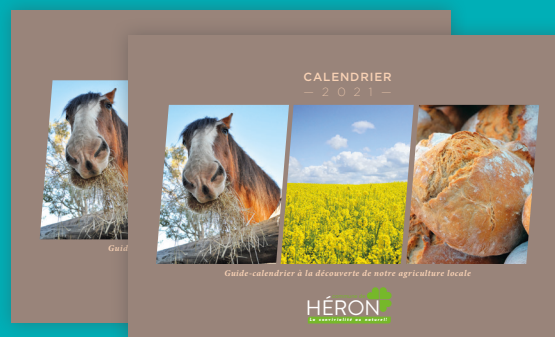 CALENDRIER
— 2021 —
Guid
Guide-calendrier à la découverte de notre agriculture locale
HÉRON
La convivialité au naturel!